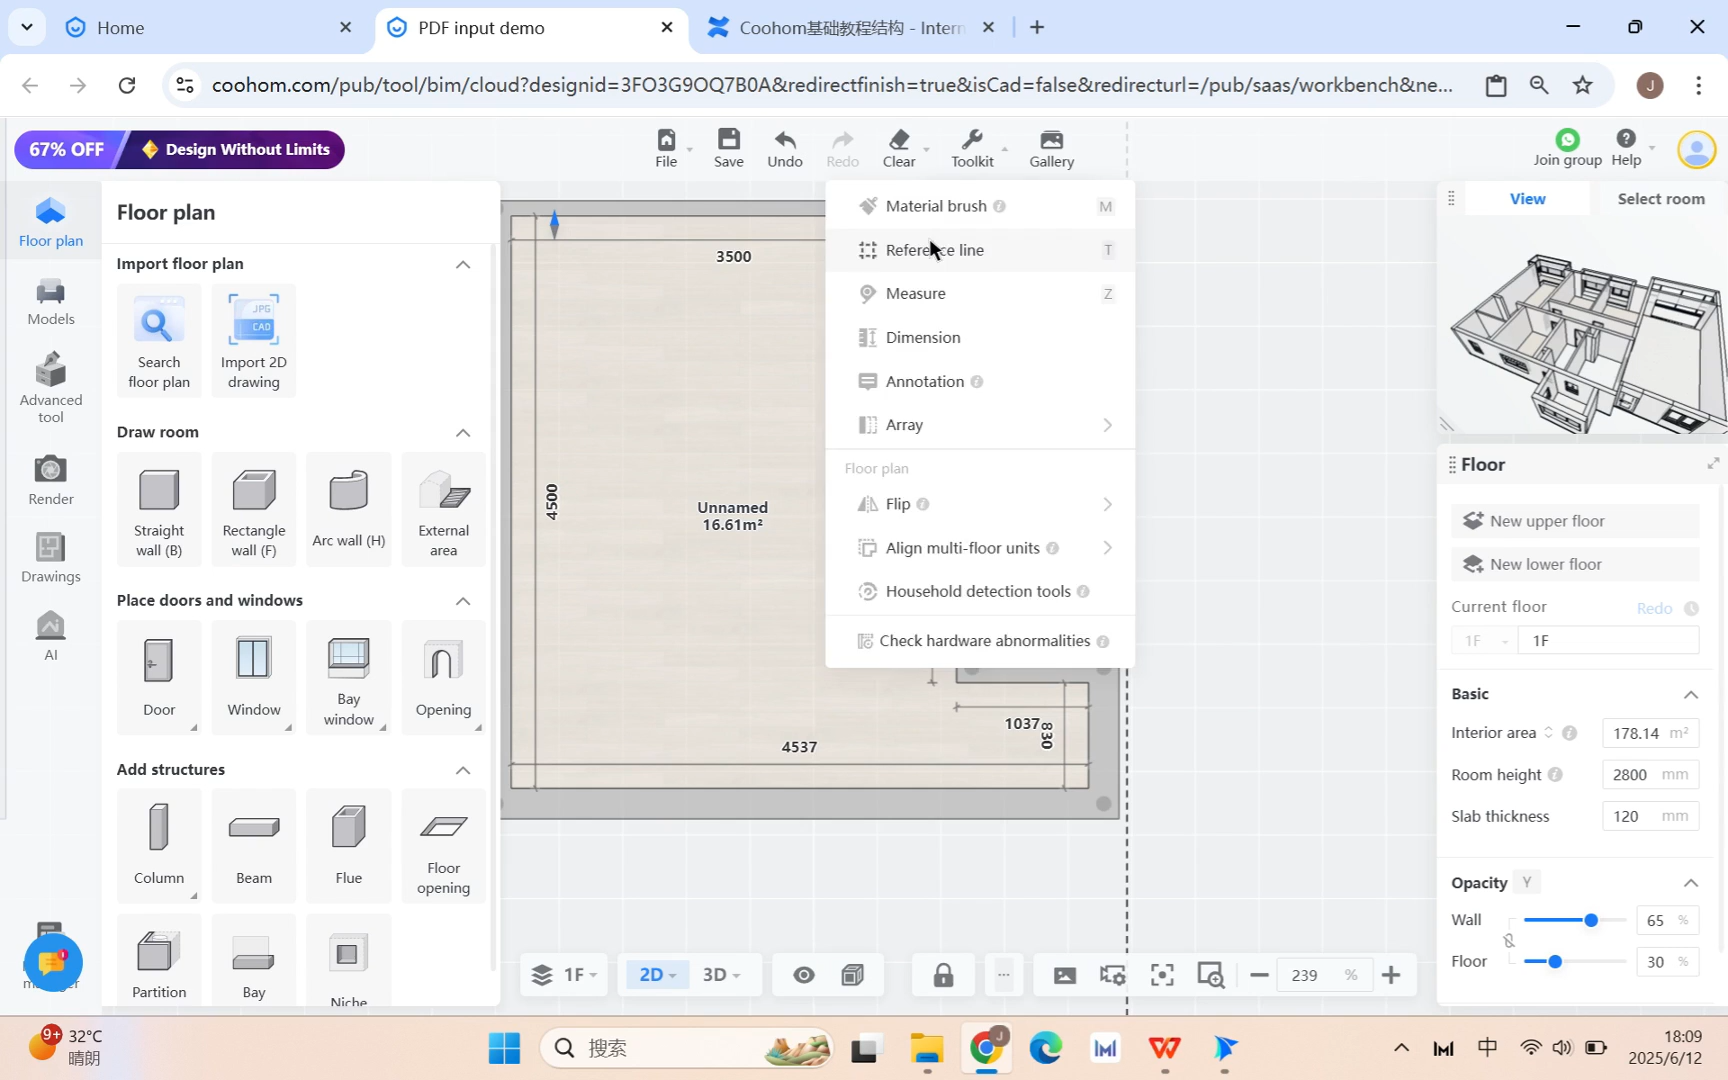 Home
PDF input demo
Coohom基础教程结构 - Intern
coohom.com/pub/tool/bim/cloud?designid=3FO3G9OQ7B0A&redirectfinish=true&isCad=false&redirecturl=/pub/saas/workbench&ne...
J
67% OFF
Design Without Limits
File
Save
Undo
Redo
Clear
Toolkit
Gallery
Join group
Help
Floor plan
Models
Advanced
tool
Render
Drawings
AI
Floor plan
Import floor plan
Search
floor plan
JPG
CAD
Import 2D
drawing
Draw room
Straight
wall (B)
Rectangle
wall (F)
Arc wall (H)
External
area
Place doors and windows
Door
Window
Bay
window
Opening
Add structures
Column
Beam
Flue
Floor
opening
Partition
Bay
Niche
3500
4500
Unnamed
16.61m²
4537
1037
830
Material brush M
Reference line T
Measure Z
Dimension
Annotation
Array
Floor plan
Flip
Align multi-floor units
Household detection tools
Check hardware abnormalities
View
Select room
Floor
New upper floor
New lower floor
Current floor
Redo
1F
1F
Basic
Interior area
178.14 m²
Room height
2800 mm
Slab thickness
120 mm
Opacity Y
Wall
65 %
Floor
30 %
1F
2D
3D
239 %
9+
32°C
晴朗
搜索
J
中
18:09
2025/6/12